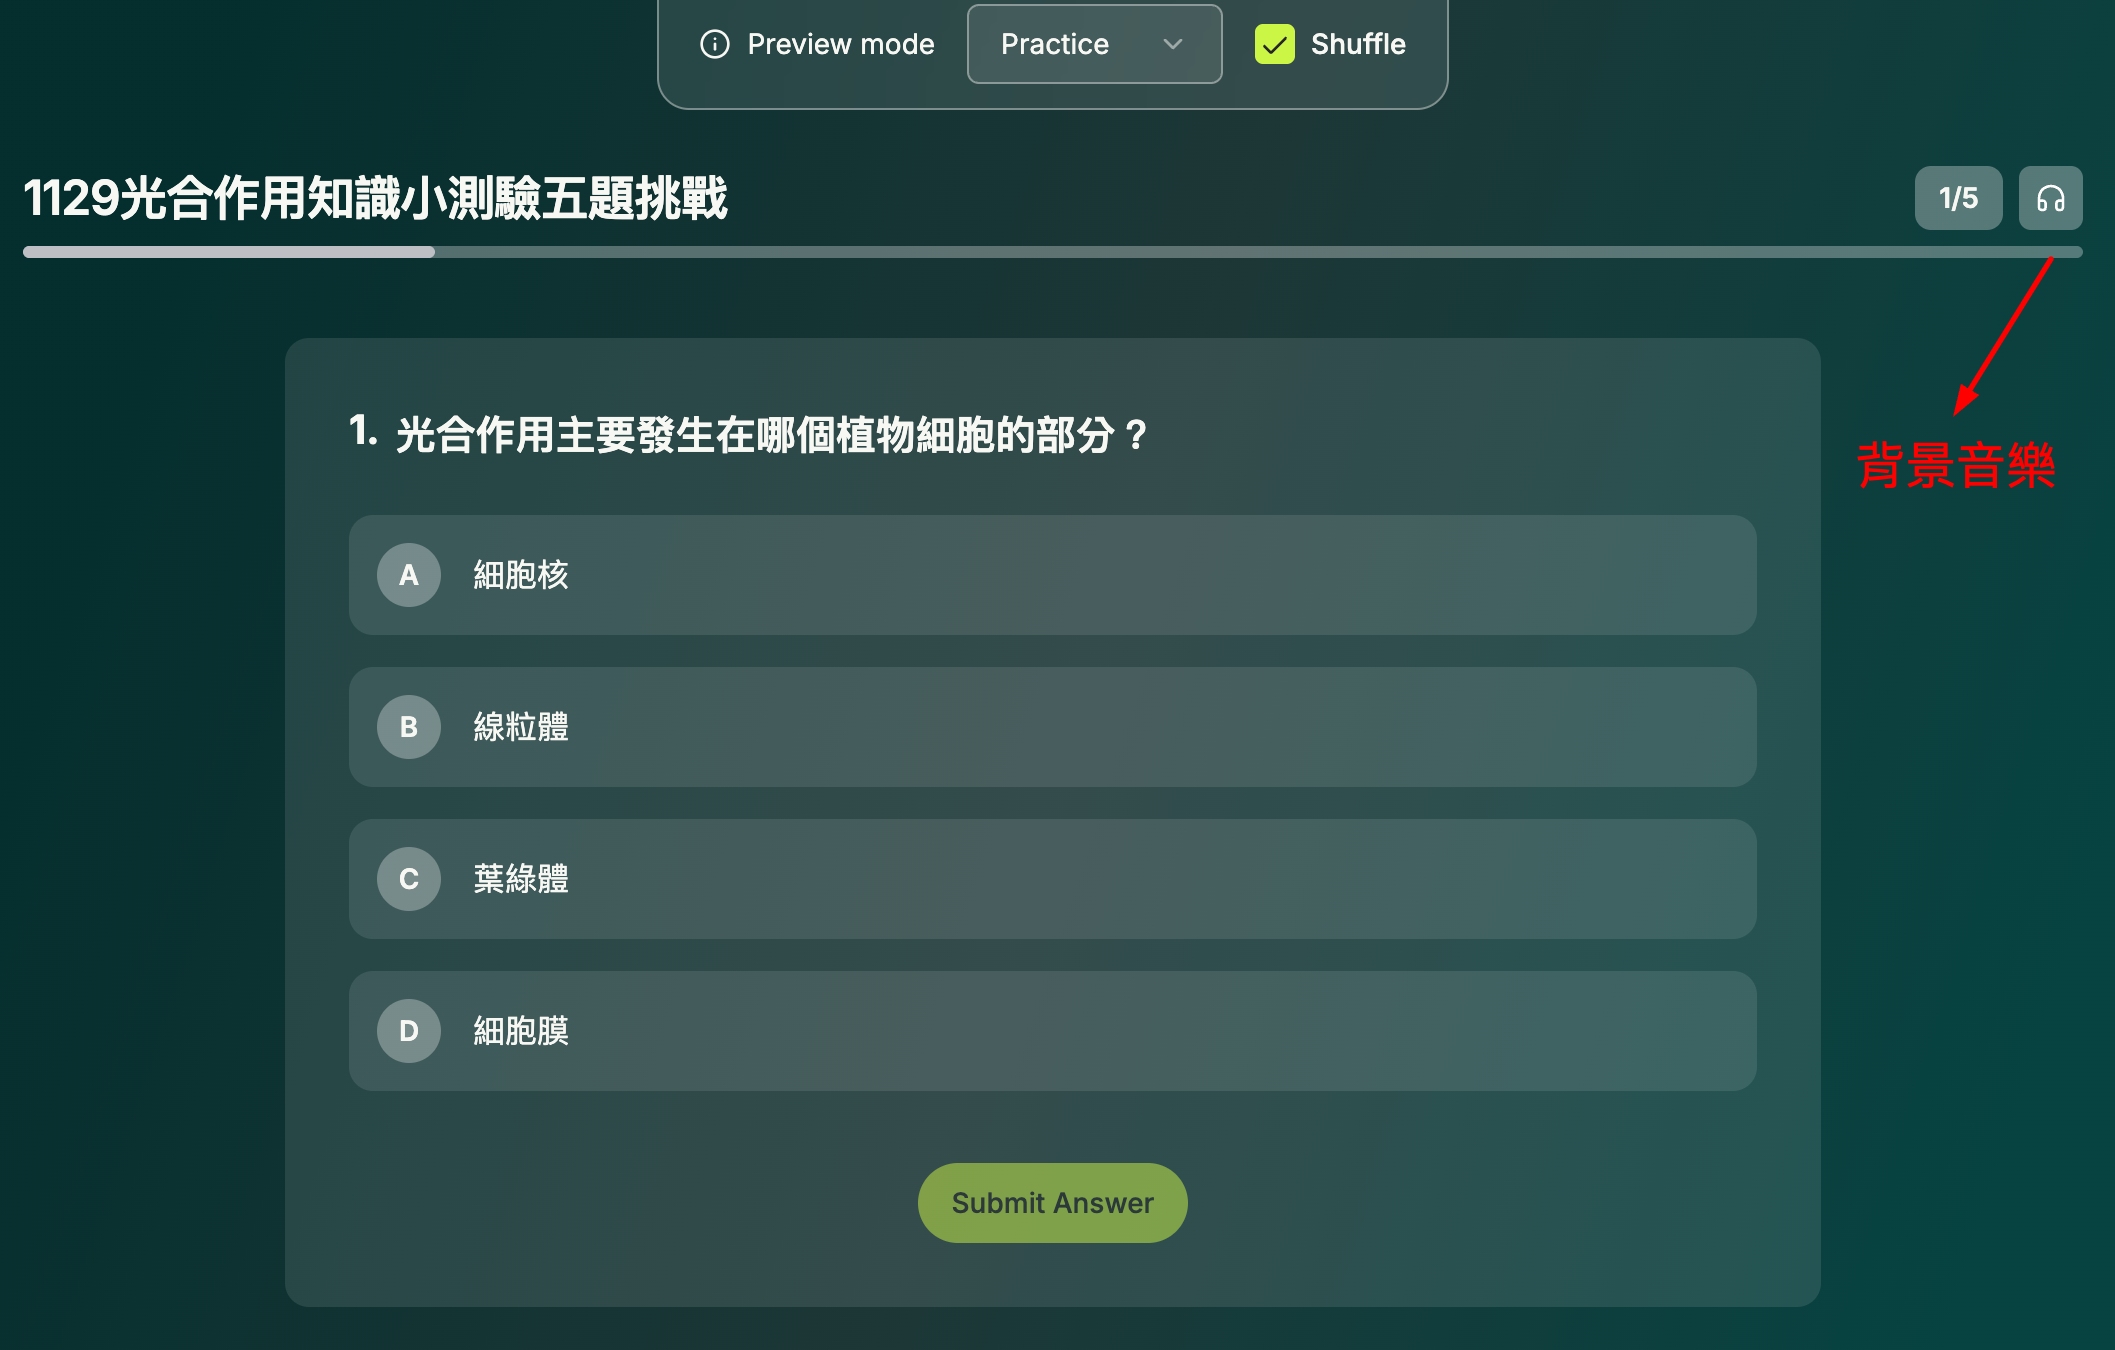 Preview mode
Practice
Shuffle
1129光合作用知識小測驗五題挑戰
1/5
背景音樂
1. 光合作用主要發生在哪個植物細胞的部分？
A 細胞核
B 線粒體
C 葉綠體
D 細胞膜
Submit Answer